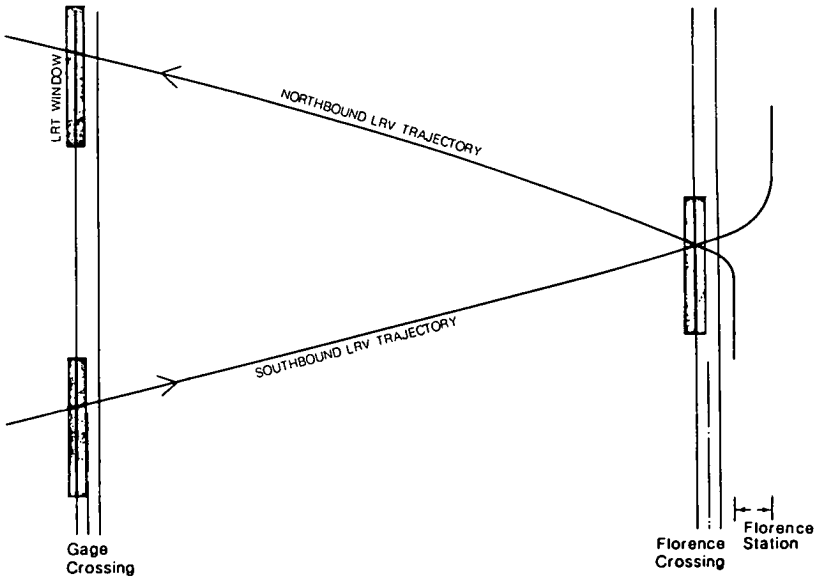 LRT WINDOW
NORTHBOUND LRV TRAJECTORY
SOUTHBOUND LRV TRAJECTORY
Gage
Crossing
Florence
Crossing
Florence
Station